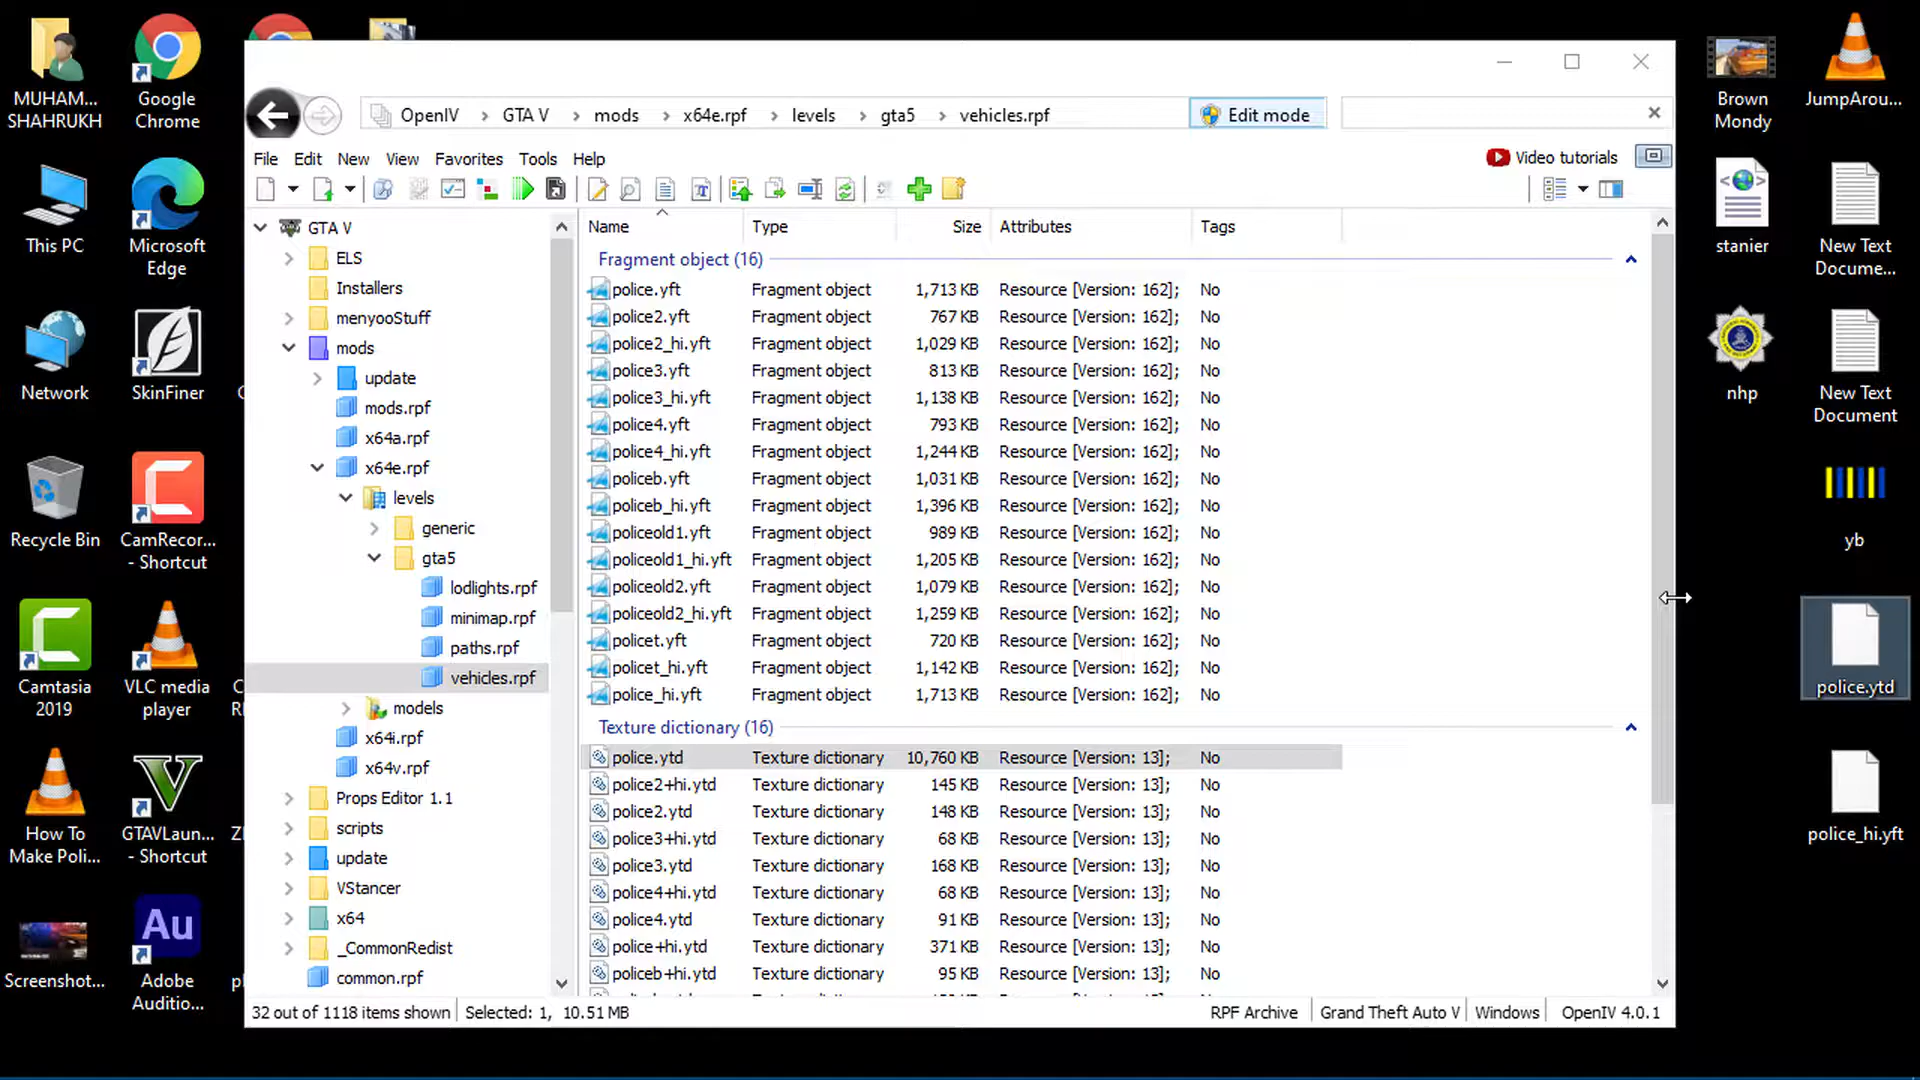 MUHAM...
SHAHRUKH
Google
Chrome
This PC
Microsoft
Edge
Network
SkinFiner
Recycle Bin
CamRecor...
- Shortcut
Camtasia
2019
VLC media
player
How To
Make Poli...
GTAVLaun...
- Shortcut
Screenshot...
Adobe
Auditio...
OpenIV
GTA V
mods
x64e.rpf
levels
gta5
vehicles.rpf
Edit mode
File Edit New View Favorites Tools Help
Video tutorials
GTA V
ELS
Installers
menyooStuff
mods
update
mods.rpf
x64a.rpf
x64e.rpf
levels
generic
gta5
lodlights.rpf
minimap.rpf
paths.rpf
vehicles.rpf
models
x64i.rpf
x64v.rpf
Props Editor 1.1
scripts
update
VStancer
x64
_CommonRedist
common.rpf
Name Type Size Attributes Tags
Fragment object (16)
police.yft Fragment object 1,713 KB Resource [Version: 162]; No
police2.yft Fragment object 767 KB Resource [Version: 162]; No
police2_hi.yft Fragment object 1,029 KB Resource [Version: 162]; No
police3.yft Fragment object 813 KB Resource [Version: 162]; No
police3_hi.yft Fragment object 1,138 KB Resource [Version: 162]; No
police4.yft Fragment object 793 KB Resource [Version: 162]; No
police4_hi.yft Fragment object 1,244 KB Resource [Version: 162]; No
policeb.yft Fragment object 1,031 KB Resource [Version: 162]; No
policeb_hi.yft Fragment object 1,396 KB Resource [Version: 162]; No
policeold1.yft Fragment object 989 KB Resource [Version: 162]; No
policeold1_hi.yft Fragment object 1,205 KB Resource [Version: 162]; No
policeold2.yft Fragment object 1,079 KB Resource [Version: 162]; No
policeold2_hi.yft Fragment object 1,259 KB Resource [Version: 162]; No
policet.yft Fragment object 720 KB Resource [Version: 162]; No
policet_hi.yft Fragment object 1,142 KB Resource [Version: 162]; No
police_hi.yft Fragment object 1,713 KB Resource [Version: 162]; No
Texture dictionary (16)
police.ytd Texture dictionary 10,760 KB Resource [Version: 13]; No
police2+hi.ytd Texture dictionary 145 KB Resource [Version: 13]; No
police2.ytd Texture dictionary 148 KB Resource [Version: 13]; No
police3+hi.ytd Texture dictionary 68 KB Resource [Version: 13]; No
police3.ytd Texture dictionary 168 KB Resource [Version: 13]; No
police4+hi.ytd Texture dictionary 68 KB Resource [Version: 13]; No
police4.ytd Texture dictionary 91 KB Resource [Version: 13]; No
police+hi.ytd Texture dictionary 371 KB Resource [Version: 13]; No
policeb+hi.ytd Texture dictionary 95 KB Resource [Version: 13]; No
32 out of 1118 items shown
Selected: 1, 10.51 MB
RPF Archive
Grand Theft Auto V
Windows
OpenIV 4.0.1
Brown
Mondy
JumpArou...
stanier
New Text
Docume...
nhp
New Text
Document
yb
police.ytd
police_hi.yft